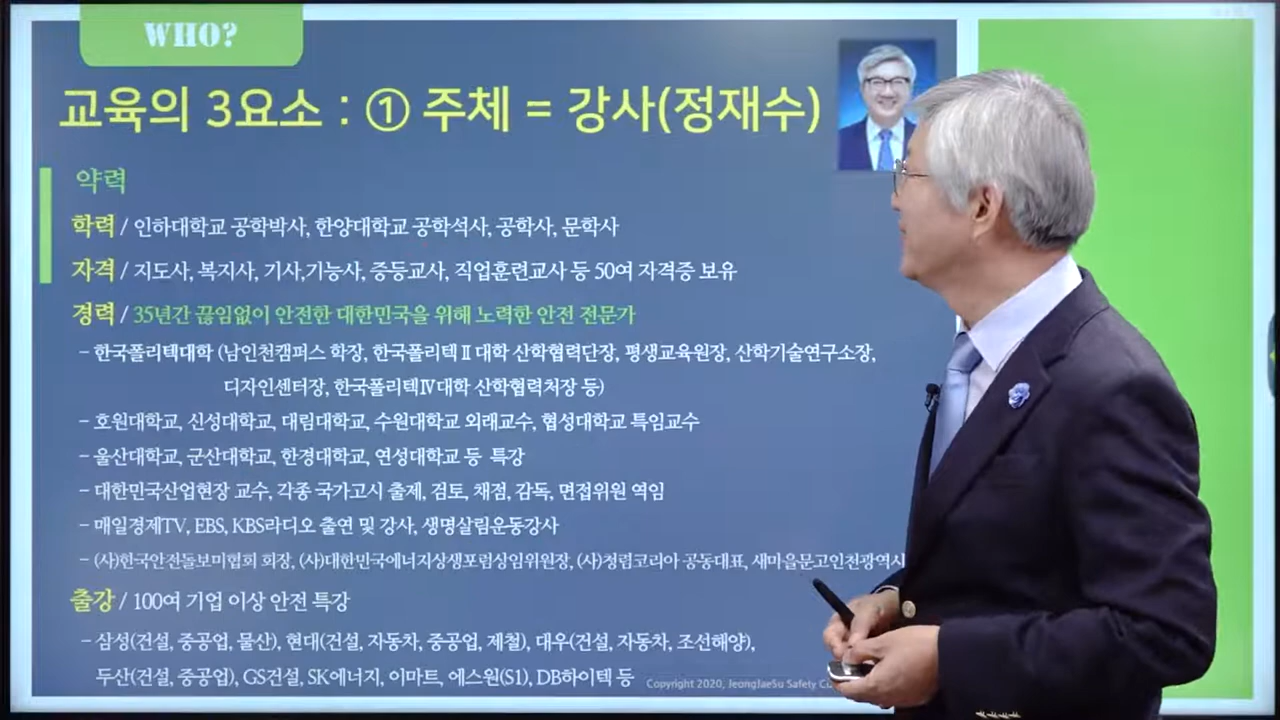 WHO?
교육의 3요소 : ① 주체 = 강사(정재수)
약력
학력 / 인하대학교 공학박사, 한양대학교 공학석사, 공학사, 문학사
자격 / 지도사, 복지사, 기사,기능사, 중등교사, 직업훈련교사 등 50여 자격증 보유
경력 / 35년간 끊임없이 안전한 대한민국을 위해 노력한 안전 전문가
- 한국폴리텍대학 (남인천캠퍼스 학장, 한국폴리텍Ⅱ대학 산학협력단장, 평생교육원장, 산학기술연구소장,
디자인센터장, 한국폴리텍Ⅳ대학 산학협력처장 등)
- 호원대학교, 신성대학교, 대림대학교, 수원대학교 외래교수, 협성대학교 특임교수
- 울산대학교, 군산대학교, 한경대학교, 연성대학교 등 특강
- 대한민국산업현장 교수, 각종 국가고시 출제, 검토, 채점, 감독, 면접위원 역임
- 매일경제TV, EBS, KBS라디오 출연 및 강사, 생명살림운동강사
- (사)한국안전돌보미협회 회장, (사)대한민국에너지상생포럼상임위원장, (사)청렴코리아 공동대표, 새마을문고인천광역시
출강 / 100여 기업 이상 안전 특강
- 삼성(건설, 중공업, 물산), 현대(건설, 자동차, 중공업, 제철), 대우(건설, 자동차, 조선해양),
두산(건설, 중공업), GS건설, SK에너지, 이마트, 에스원(S1), DB하이텍 등
Copyright 2020, JeongJaeSu Safety